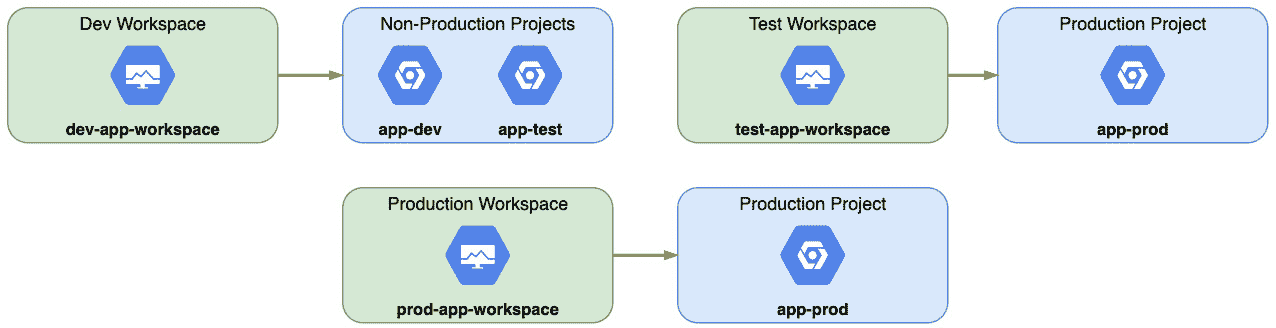 Dev Workspace
dev-app-workspace
Non-Production Projects
app-dev app-test
Test Workspace
test-app-workspace
Production Project
app-prod
Production Workspace
prod-app-workspace
Production Project
app-prod